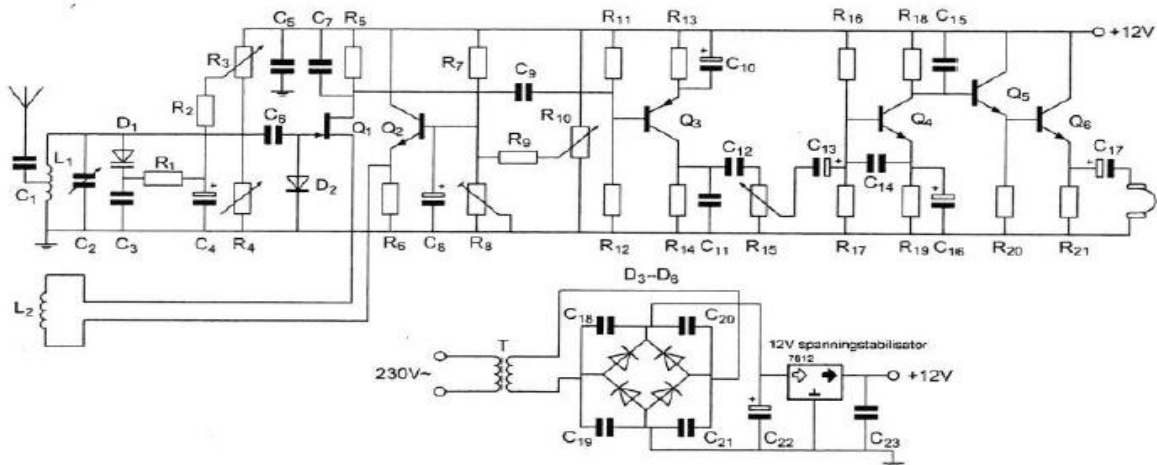 C5 C7 R5 R11 R13 R16 R18 C15
+12V
R3 R7 C9 C10 Q5
R2 R10
C6 Q1 Q2 Q3 Q4 Q6
D1 R9 C13 C17
L1 R1 C12
C1 D2 C14
C2 C3 C4 R4 R6 C8 R8 R12 R14 C11 R15 R17 R19 C16 R20 R21
D3--D6
L2
C18 C20
T 12V spanningstabilisator
7812
230V~ +12V
C19 C21 C22 C23